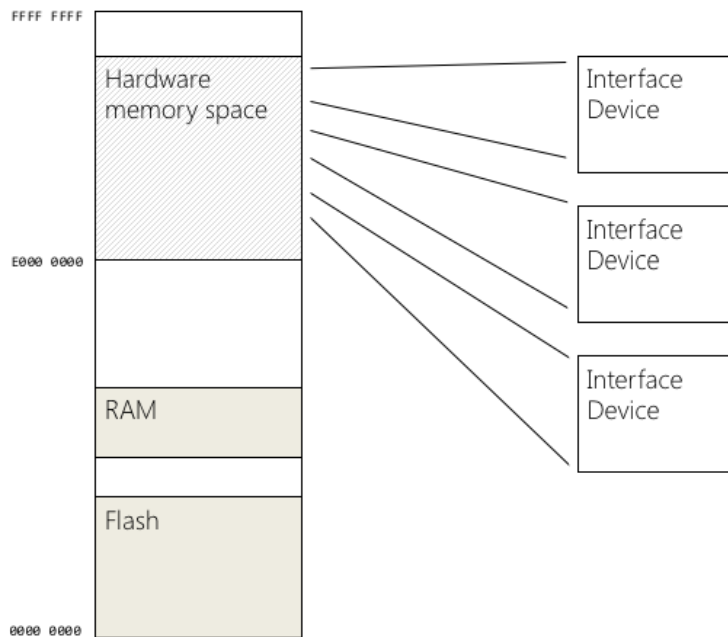 FFFF FFFF
Hardware
memory space
Interface
Device
Interface
Device
E000 0000
Interface
Device
RAM
Flash
0000 0000